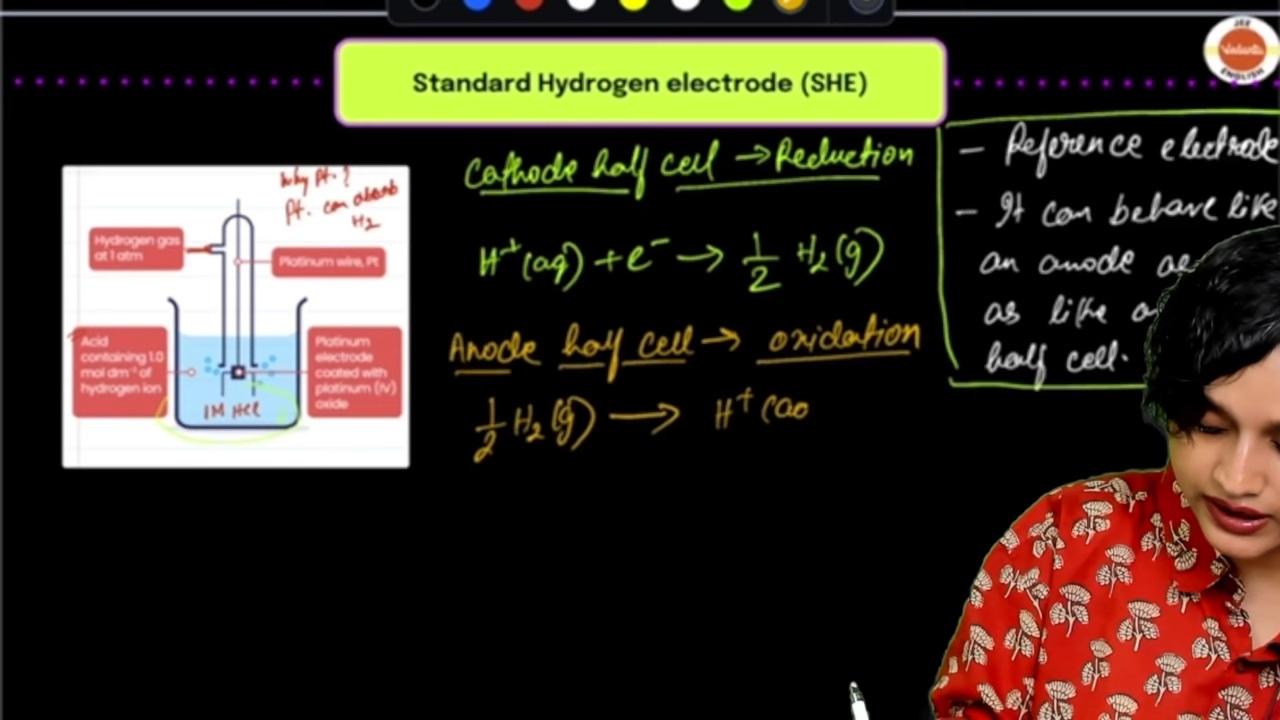 JEE
Vedantu
ENGLISH
Standard Hydrogen electrode (SHE)
Why Pt.?
Pt. can absorb
H₂
Hydrogen gas
at 1 atm
Platinum wire, Pt
Acid
containing 1.0
mol dm⁻³ of
hydrogen ion
Platinum
electrode
coated with
platinum (IV)
oxide
1M HCl
Cathode half cell → Reduction
H⁺(aq) + e⁻ → 1/2 H₂(g)
Anode half cell → oxidation
1/2 H₂(g) → H⁺(aq
- Reference electrode
- It can behave like
an anode
as like
half cell.